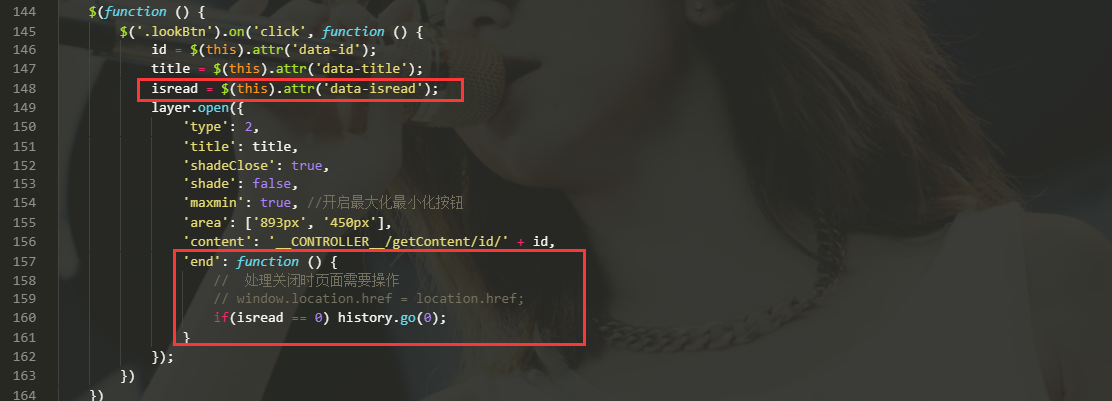 144 $(function () {
145 $('.lookBtn').on('click', function () {
146 id = $(this).attr('data-id');
147 title = $(this).attr('data-title');
148 isread = $(this).attr('data-isread');
149 layer.open({
150 'type': 2,
151 'title': title,
152 'shadeClose': true,
153 'shade': false,
154 'maxmin': true, //开启最大化最小化按钮
155 'area': ['893px', '450px'],
156 'content': '__CONTROLLER__/getContent/id/' + id,
157 'end': function () {
158 // 处理关闭时页面需要操作
159 // window.location.href = location.href;
160 if(isread == 0) history.go(0);
161 }
162 });
163 })
164 })